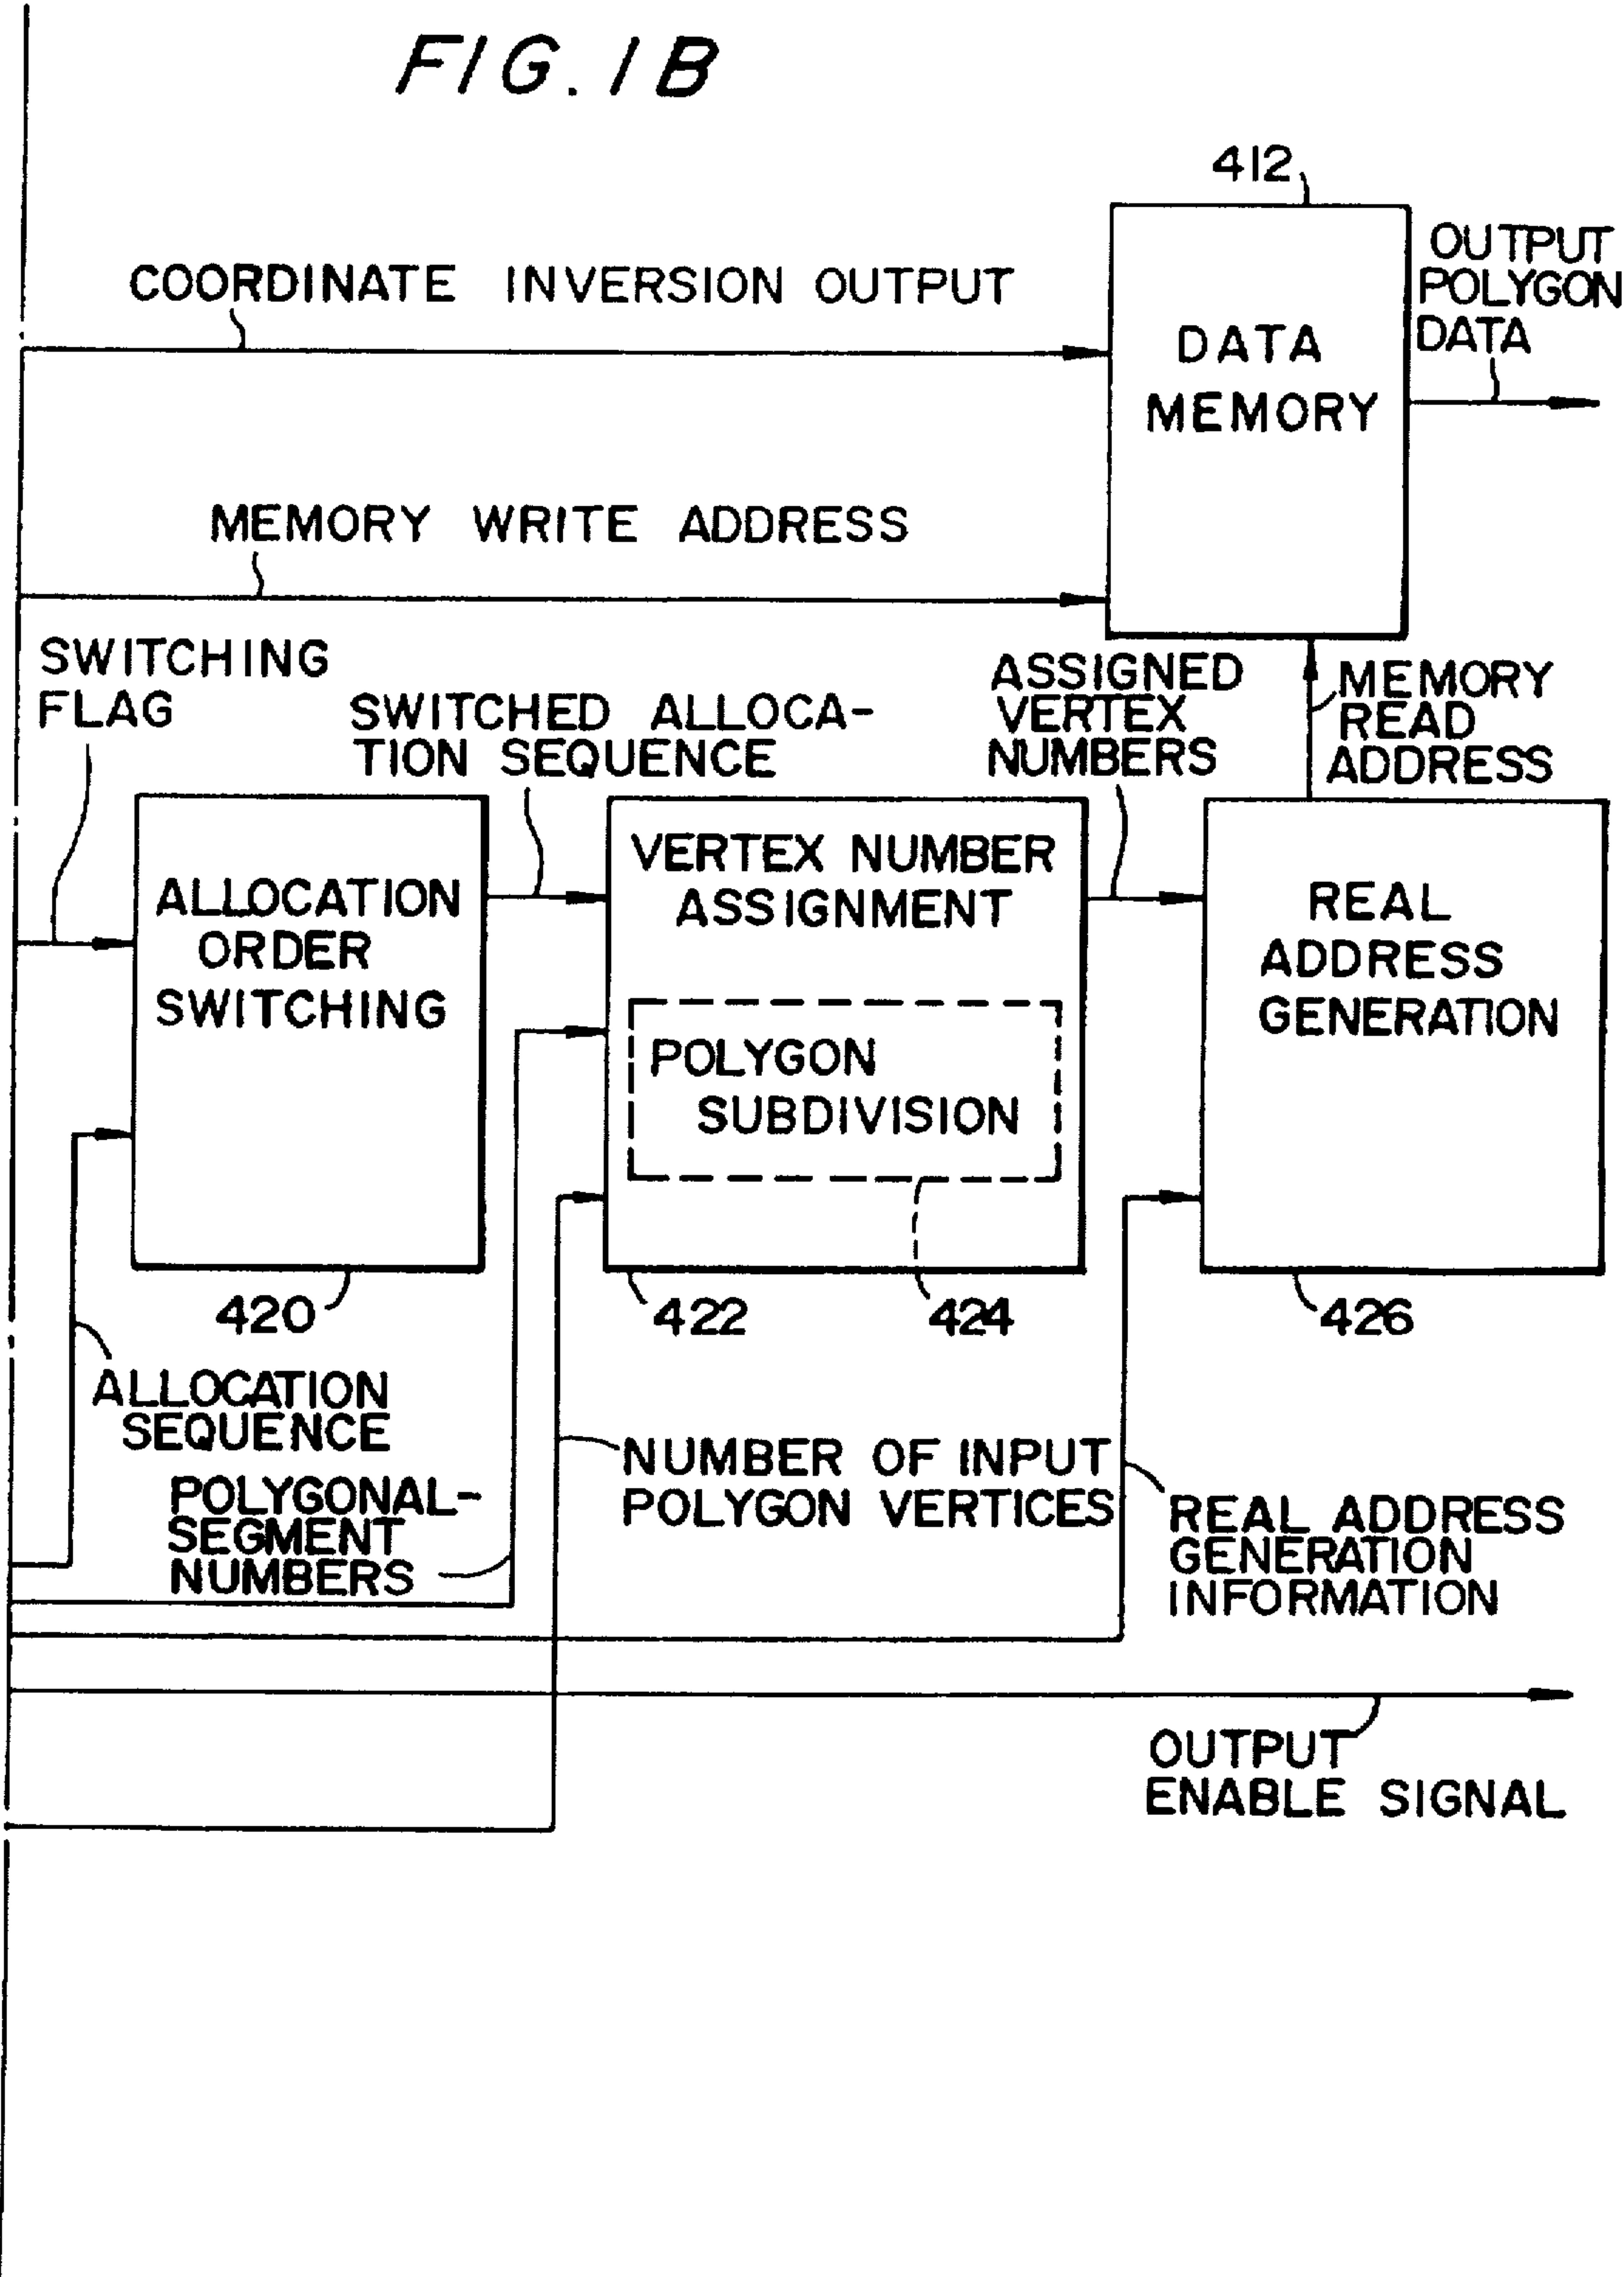 FIG. 1B
412
OUTPUT
POLYGON
DATA
COORDINATE INVERSION OUTPUT
DATA
MEMORY
MEMORY WRITE ADDRESS
SWITCHING
FLAG
SWITCHED ALLOCA-
TION SEQUENCE
ASSIGNED
VERTEX
NUMBERS
MEMORY
READ
ADDRESS
ALLOCATION
ORDER
SWITCHING
VERTEX NUMBER
ASSIGNMENT
POLYGON
SUBDIVISION
REAL
ADDRESS
GENERATION
420
422
424
426
ALLOCATION
SEQUENCE
POLYGONAL-
SEGMENT
NUMBERS
NUMBER OF INPUT
POLYGON VERTICES
REAL ADDRESS
GENERATION
INFORMATION
OUTPUT
ENABLE SIGNAL